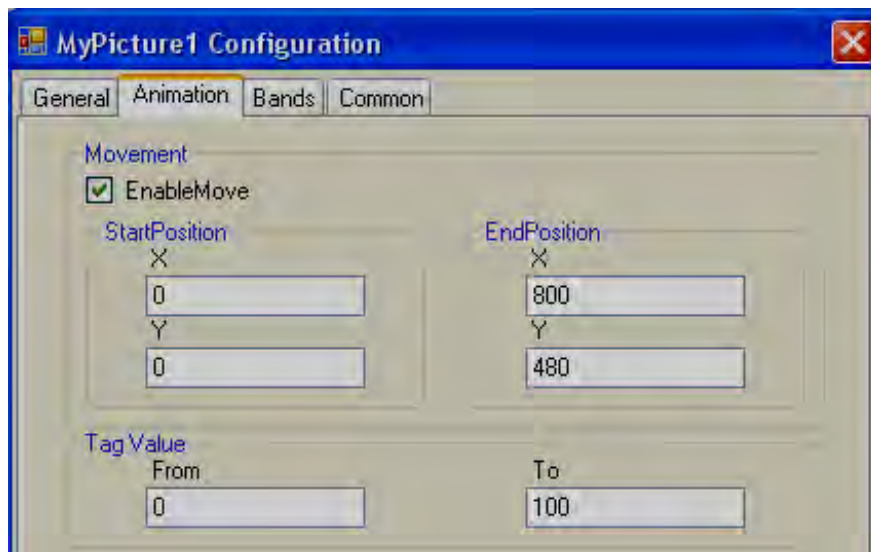 MyPicture1 Configuration
General Animation Bands Common
Movement
EnableMove
StartPosition EndPosition
X X
0 800
Y Y
0 480
Tag Value
From To
0 100